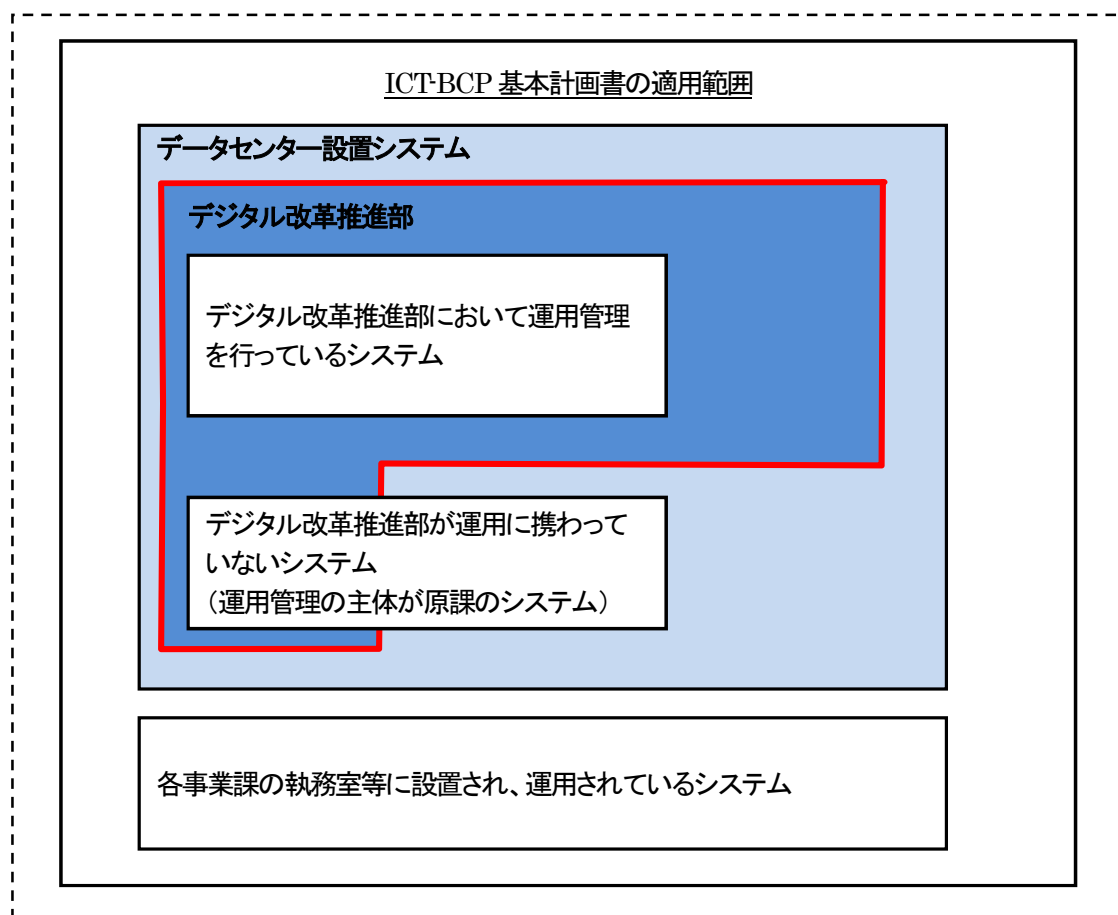 ICT-BCP 基本計画書の適用範囲
データセンター設置システム
デジタル改革推進部
デジタル改革推進部において運用管理
を行っているシステム
デジタル改革推進部が運用に携わって
いないシステム
（運用管理の主体が原課のシステム）
各事業課の執務室等に設置され、運用されているシステム